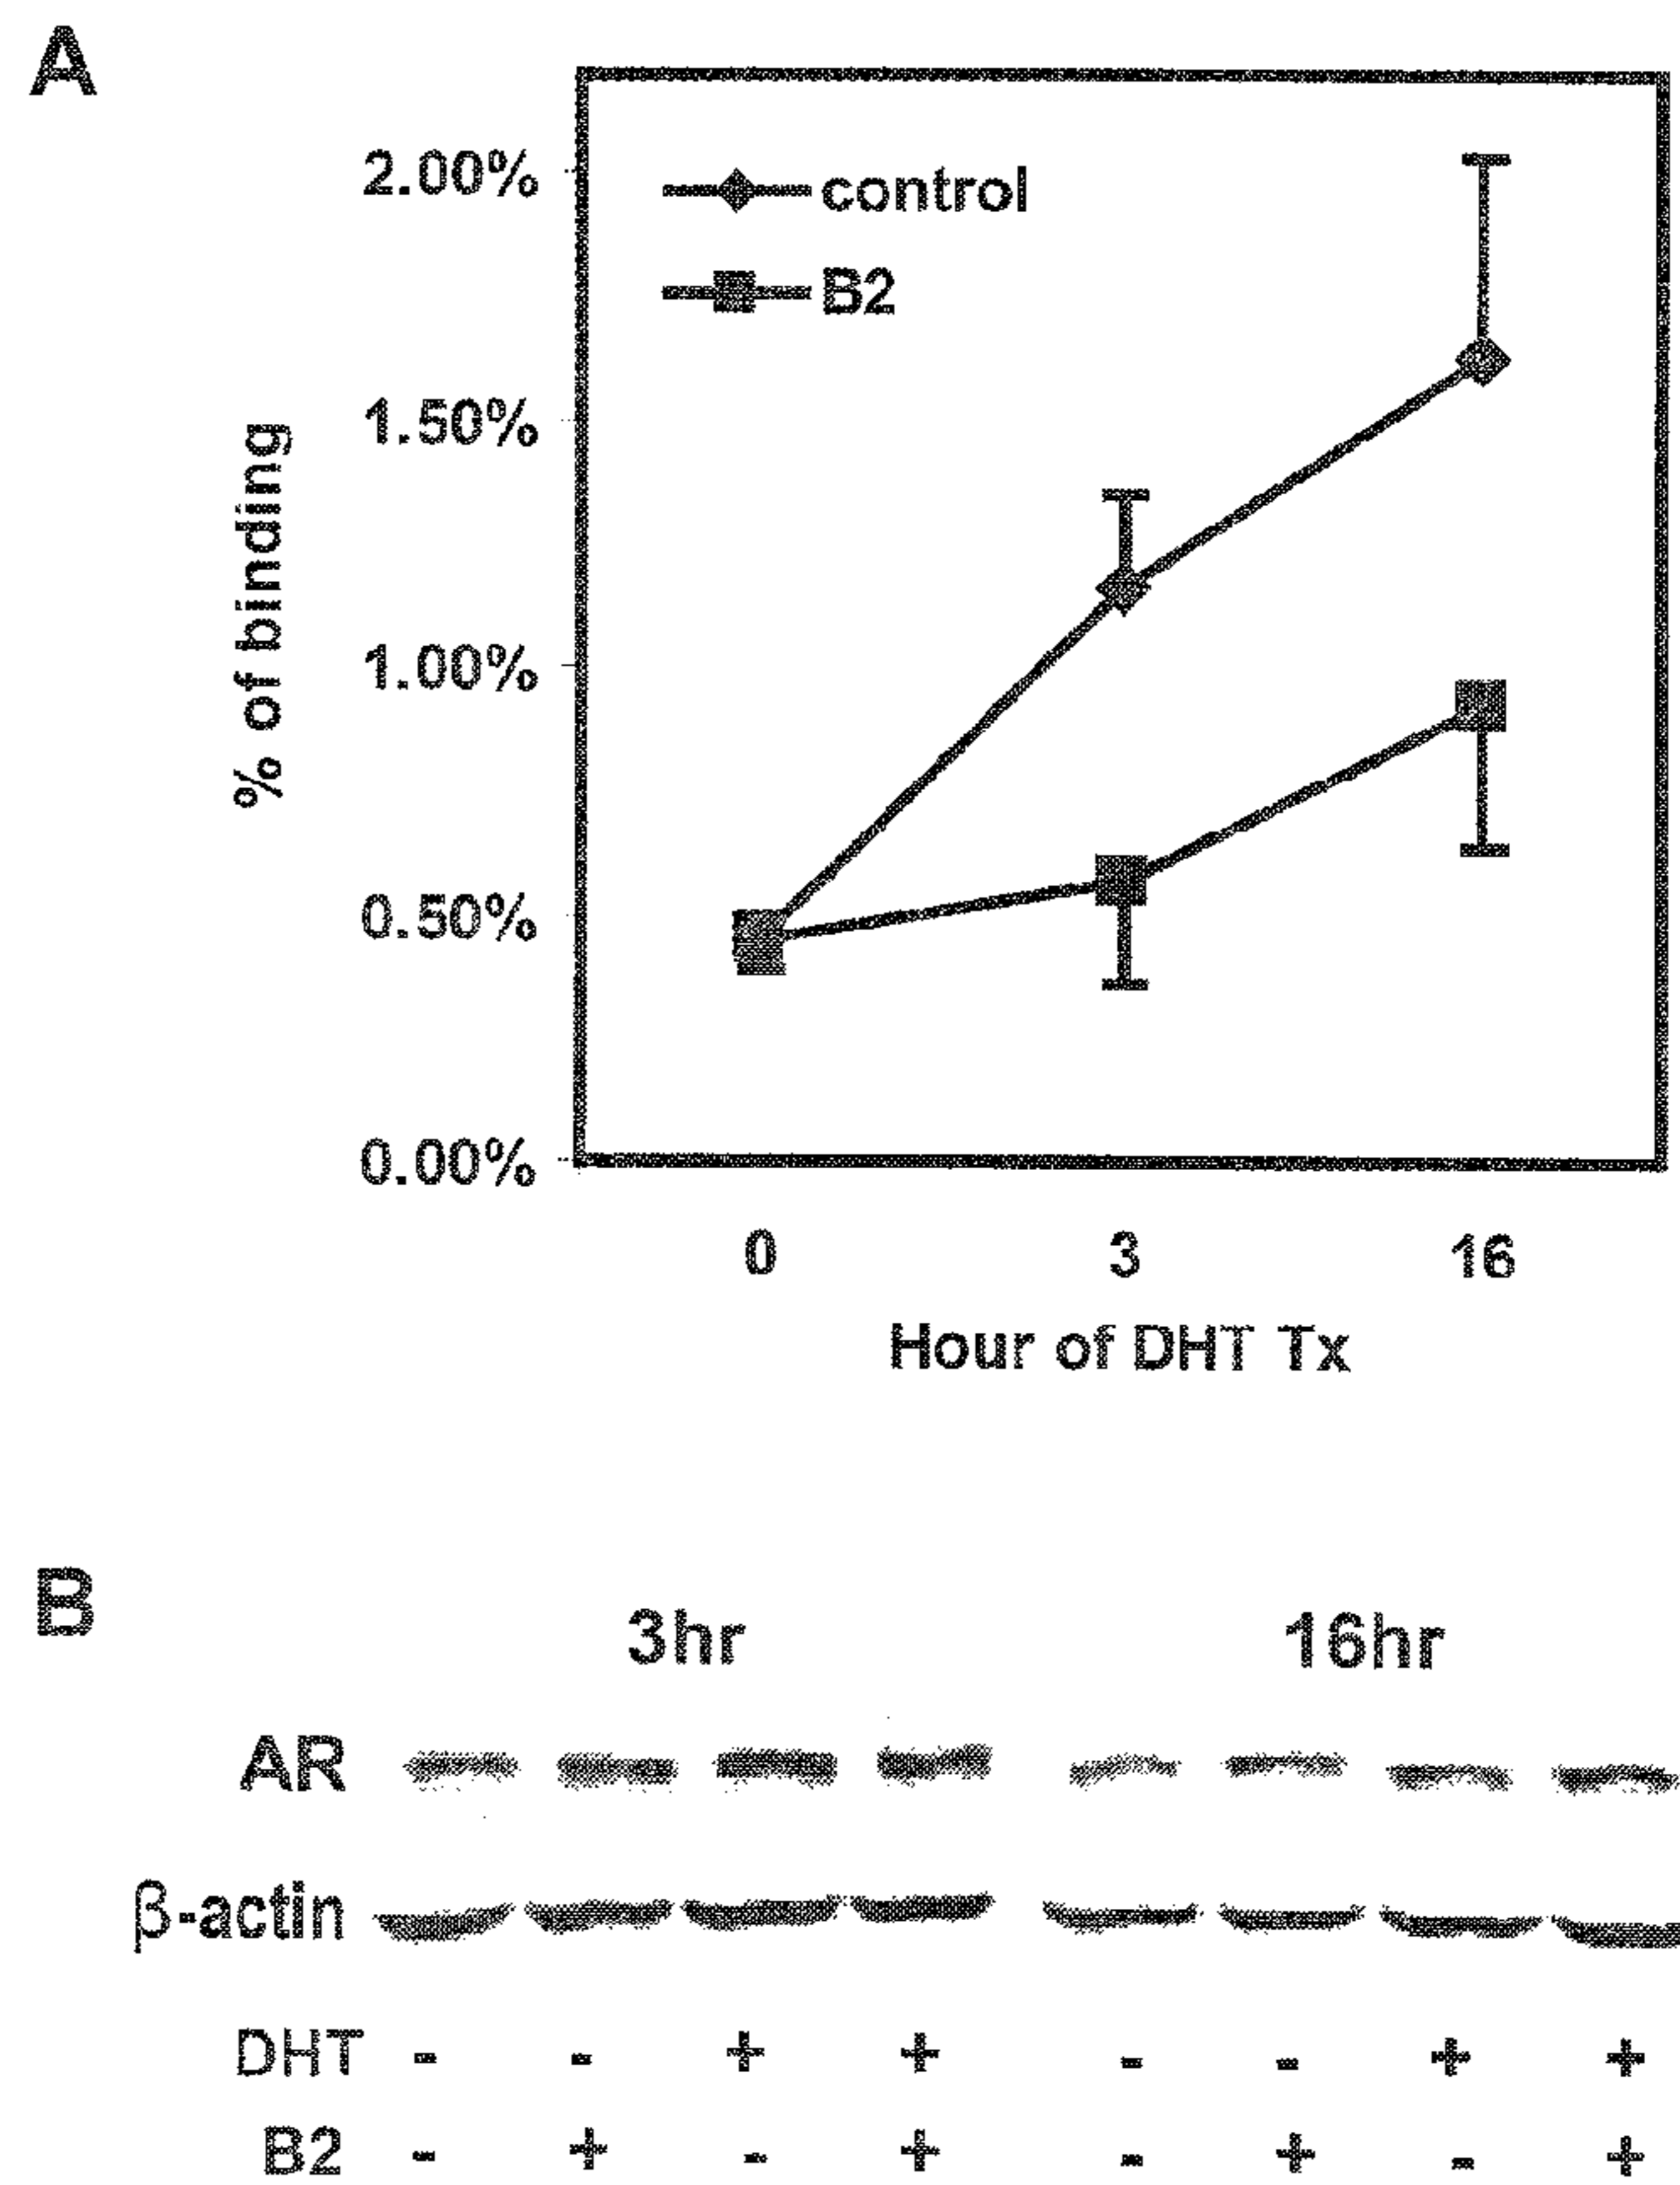 A
2.00%
1.50%
1.00%
0.50%
0.00%
% of binding
control
B2
0 3 16
Hour of DHT Tx
B
3hr 16hr
AR
β-actin
DHT - - + + - - + +
B2 - + - + - + - +